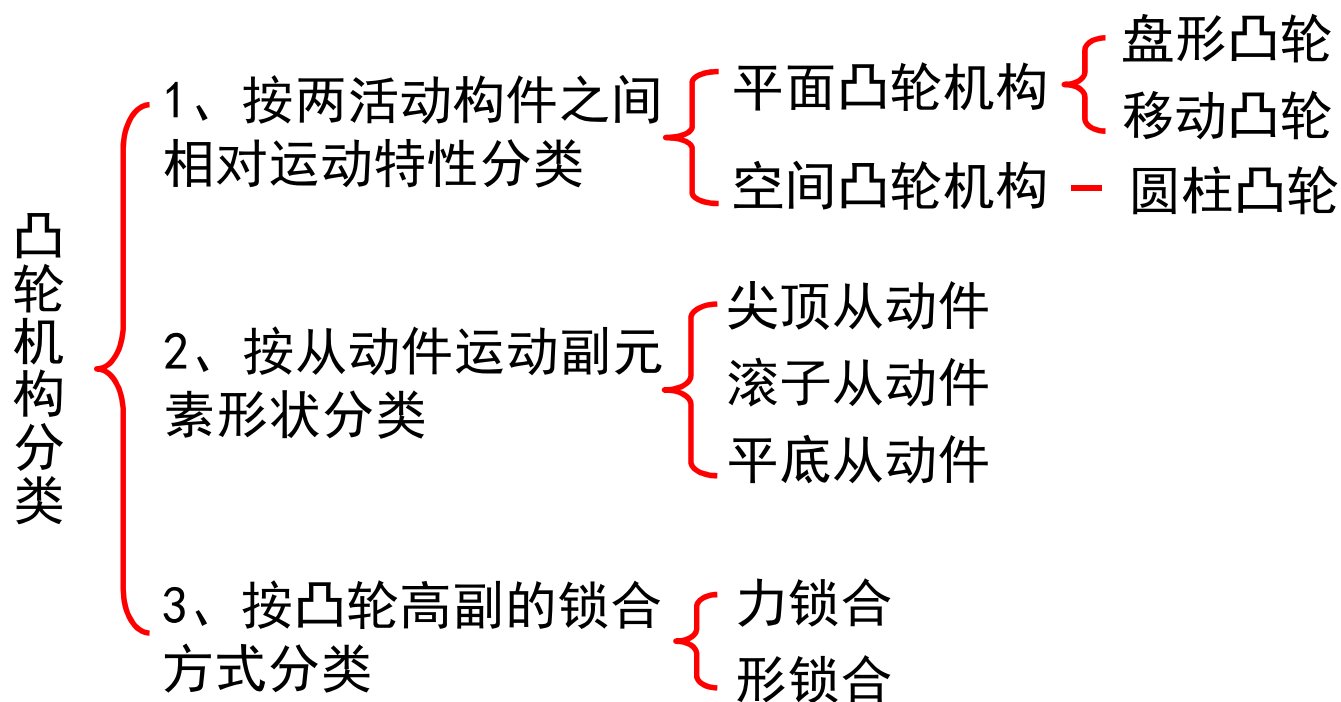 凸轮机构分类
1、按两活动构件之间
相对运动特性分类
平面凸轮机构
盘形凸轮
移动凸轮
空间凸轮机构
圆柱凸轮
2、按从动件运动副元
素形状分类
尖顶从动件
滚子从动件
平底从动件
3、按凸轮高副的锁合
方式分类
力锁合
形锁合